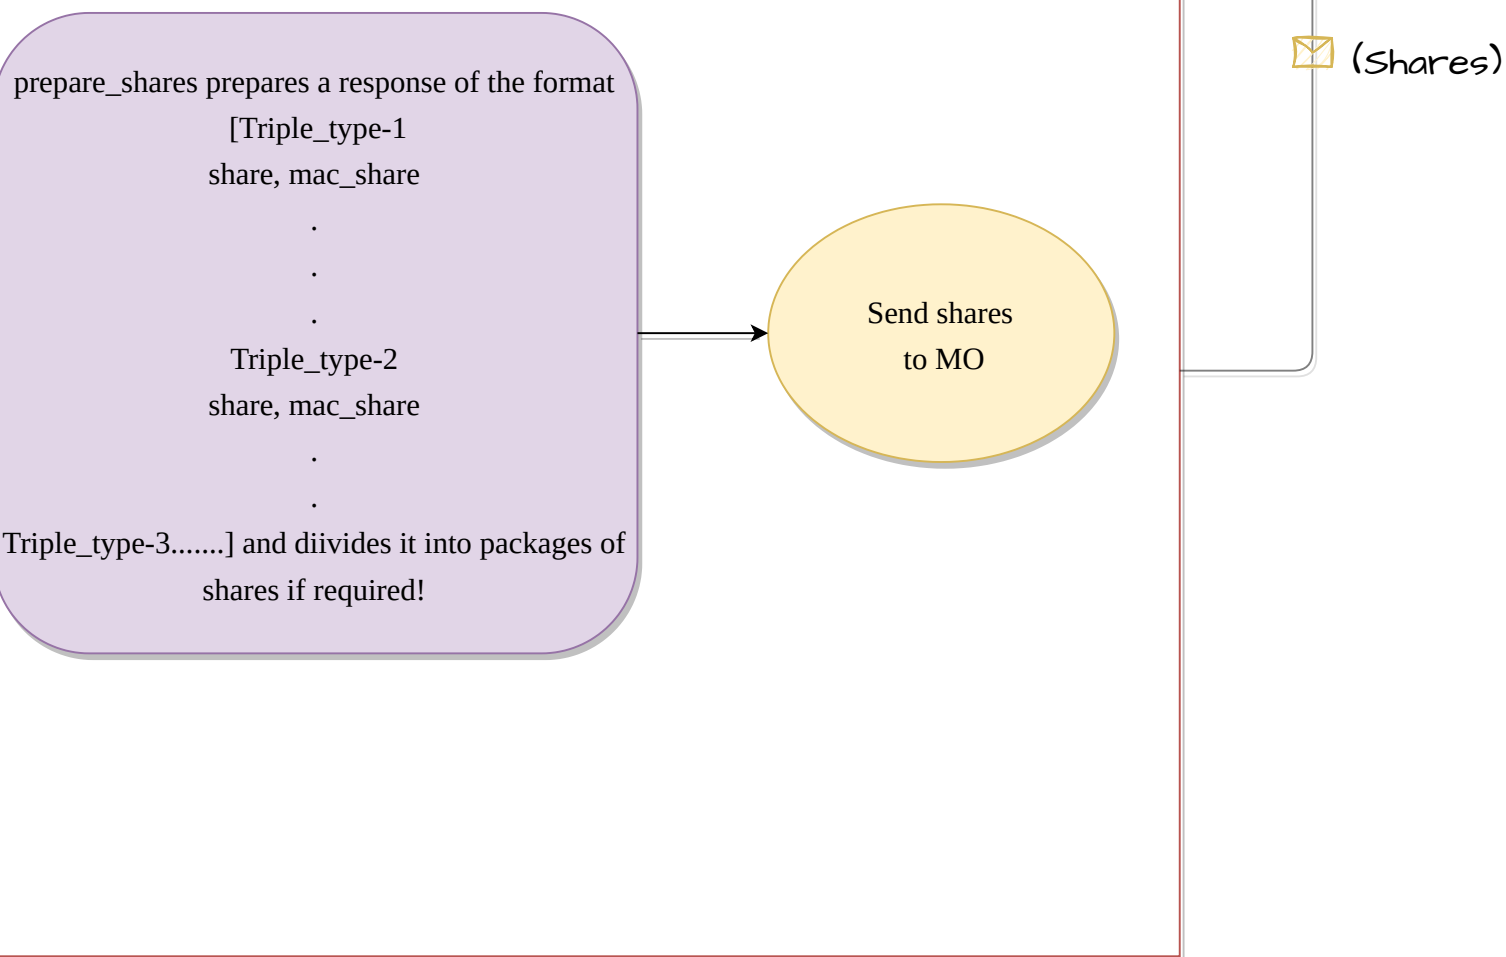 prepare_shares prepares a response of the format
[Triple_type-1
share, mac_share
.
.
.
Triple_type-2
share, mac_share
.
.
Triple_type-3.......] and diivides it into packages of
shares if required!
Send shares
to MO
(Shares)